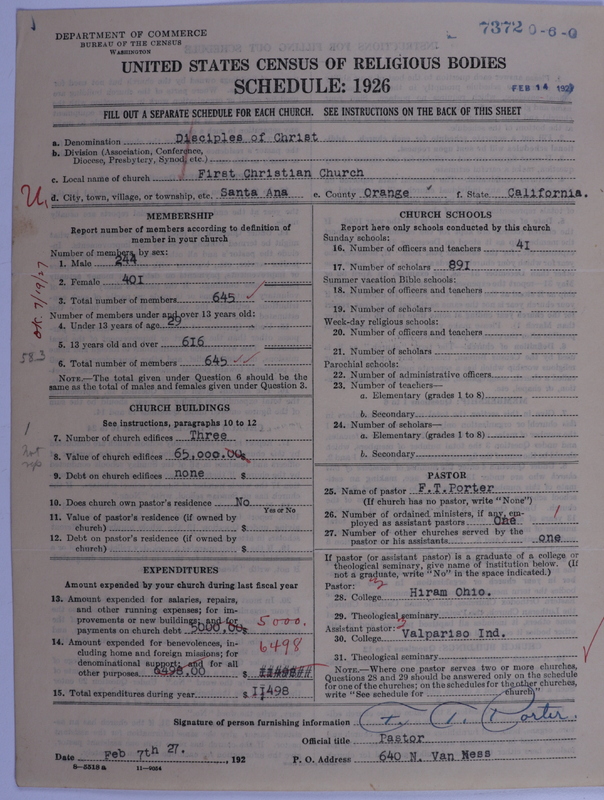 7372 0-6-0
DEPARTMENT OF COMMERCE
BUREAU OF THE CENSUS
WASHINGTON
UNITED STATES CENSUS OF RELIGIOUS BODIES
SCHEDULE: 1926
FEB 14 1927
FILL OUT A SEPARATE SCHEDULE FOR EACH CHURCH. SEE INSTRUCTIONS ON THE BACK OF THIS SHEET
a. Denomination Disciples of Christ
b. Division (Association, Conference,
Diocese, Presbytery, Synod, etc.)
c. Local name of church First Christian Church
d. City, town, village, or township, etc. Santa Ana e. County Orange f. State California.
MEMBERSHIP
Report number of members according to definition of
member in your church
Number of members by sex:
1. Male 244
2. Female 401
3. Total number of members 645
Number of members under and over 13 years old:
4. Under 13 years of age 29
5. 13 years old and over 616
6. Total number of members 645
NOTE.—The total given under Question 6 should be the
same as the total of males and females given under Question 3.
O.K. 7/19/27
58.3
CHURCH BUILDINGS
See instructions, paragraphs 10 to 12
7. Number of church edifices Three
8. Value of church edifices 65,000.00 $
9. Debt on church edifices none $
10. Does church own pastor's residence No
Yes or No
11. Value of pastor's residence (if owned by
church) $
12. Debt on pastor's residence (if owned by
church) $
1
EXPENDITURES
Amount expended by your church during last fiscal year
13. Amount expended for salaries, repairs,
and other running expenses; for im-
provements or new buildings; and for
payments on church debt 5000.00 $ 5000.
14. Amount expended for benevolences, in-
cluding home and foreign missions; for
denominational support; and for all
other purposes 6498.00 $ 6498
15. Total expenditures during year $ 11498
CHURCH SCHOOLS
Report here only schools conducted by this church
Sunday schools:
16. Number of officers and teachers 41
17. Number of scholars 891
Summer vacation Bible schools:
18. Number of officers and teachers
19. Number of scholars
Week-day religious schools:
20. Number of officers and teachers
21. Number of scholars
Parochial schools:
22. Number of administrative officers
23. Number of teachers—
a. Elementary (grades 1 to 8)
b. Secondary
24. Number of scholars—
a. Elementary (grades 1 to 8)
b. Secondary
PASTOR
25. Name of pastor F.T.Porter
(If church has no pastor, write "None")
26. Number of ordained ministers, if any, em-
ployed as assistant pastors One 1
27. Number of other churches served by the
pastor or his assistants one
If pastor (or assistant pastor) is a graduate of a college or
theological seminary, give name of institution below. (If
not a graduate, write "No" in the space indicated.)
Pastor:
28. College Hiram Ohio.
29. Theological seminary
Assistant pastor:
30. College Valpariso Ind.
31. Theological seminary
NOTE.—Where one pastor serves two or more churches,
Questions 28 and 29 should be answered only on the schedule
for one of the churches; on the schedules for the other churches,
write "See schedule for church"
Signature of person furnishing information F. T. Porter.
Official title Pastor
Date Feb 7th 27. , 192 P. O. Address 640 N. Van Ness
8—5518a 11—9054